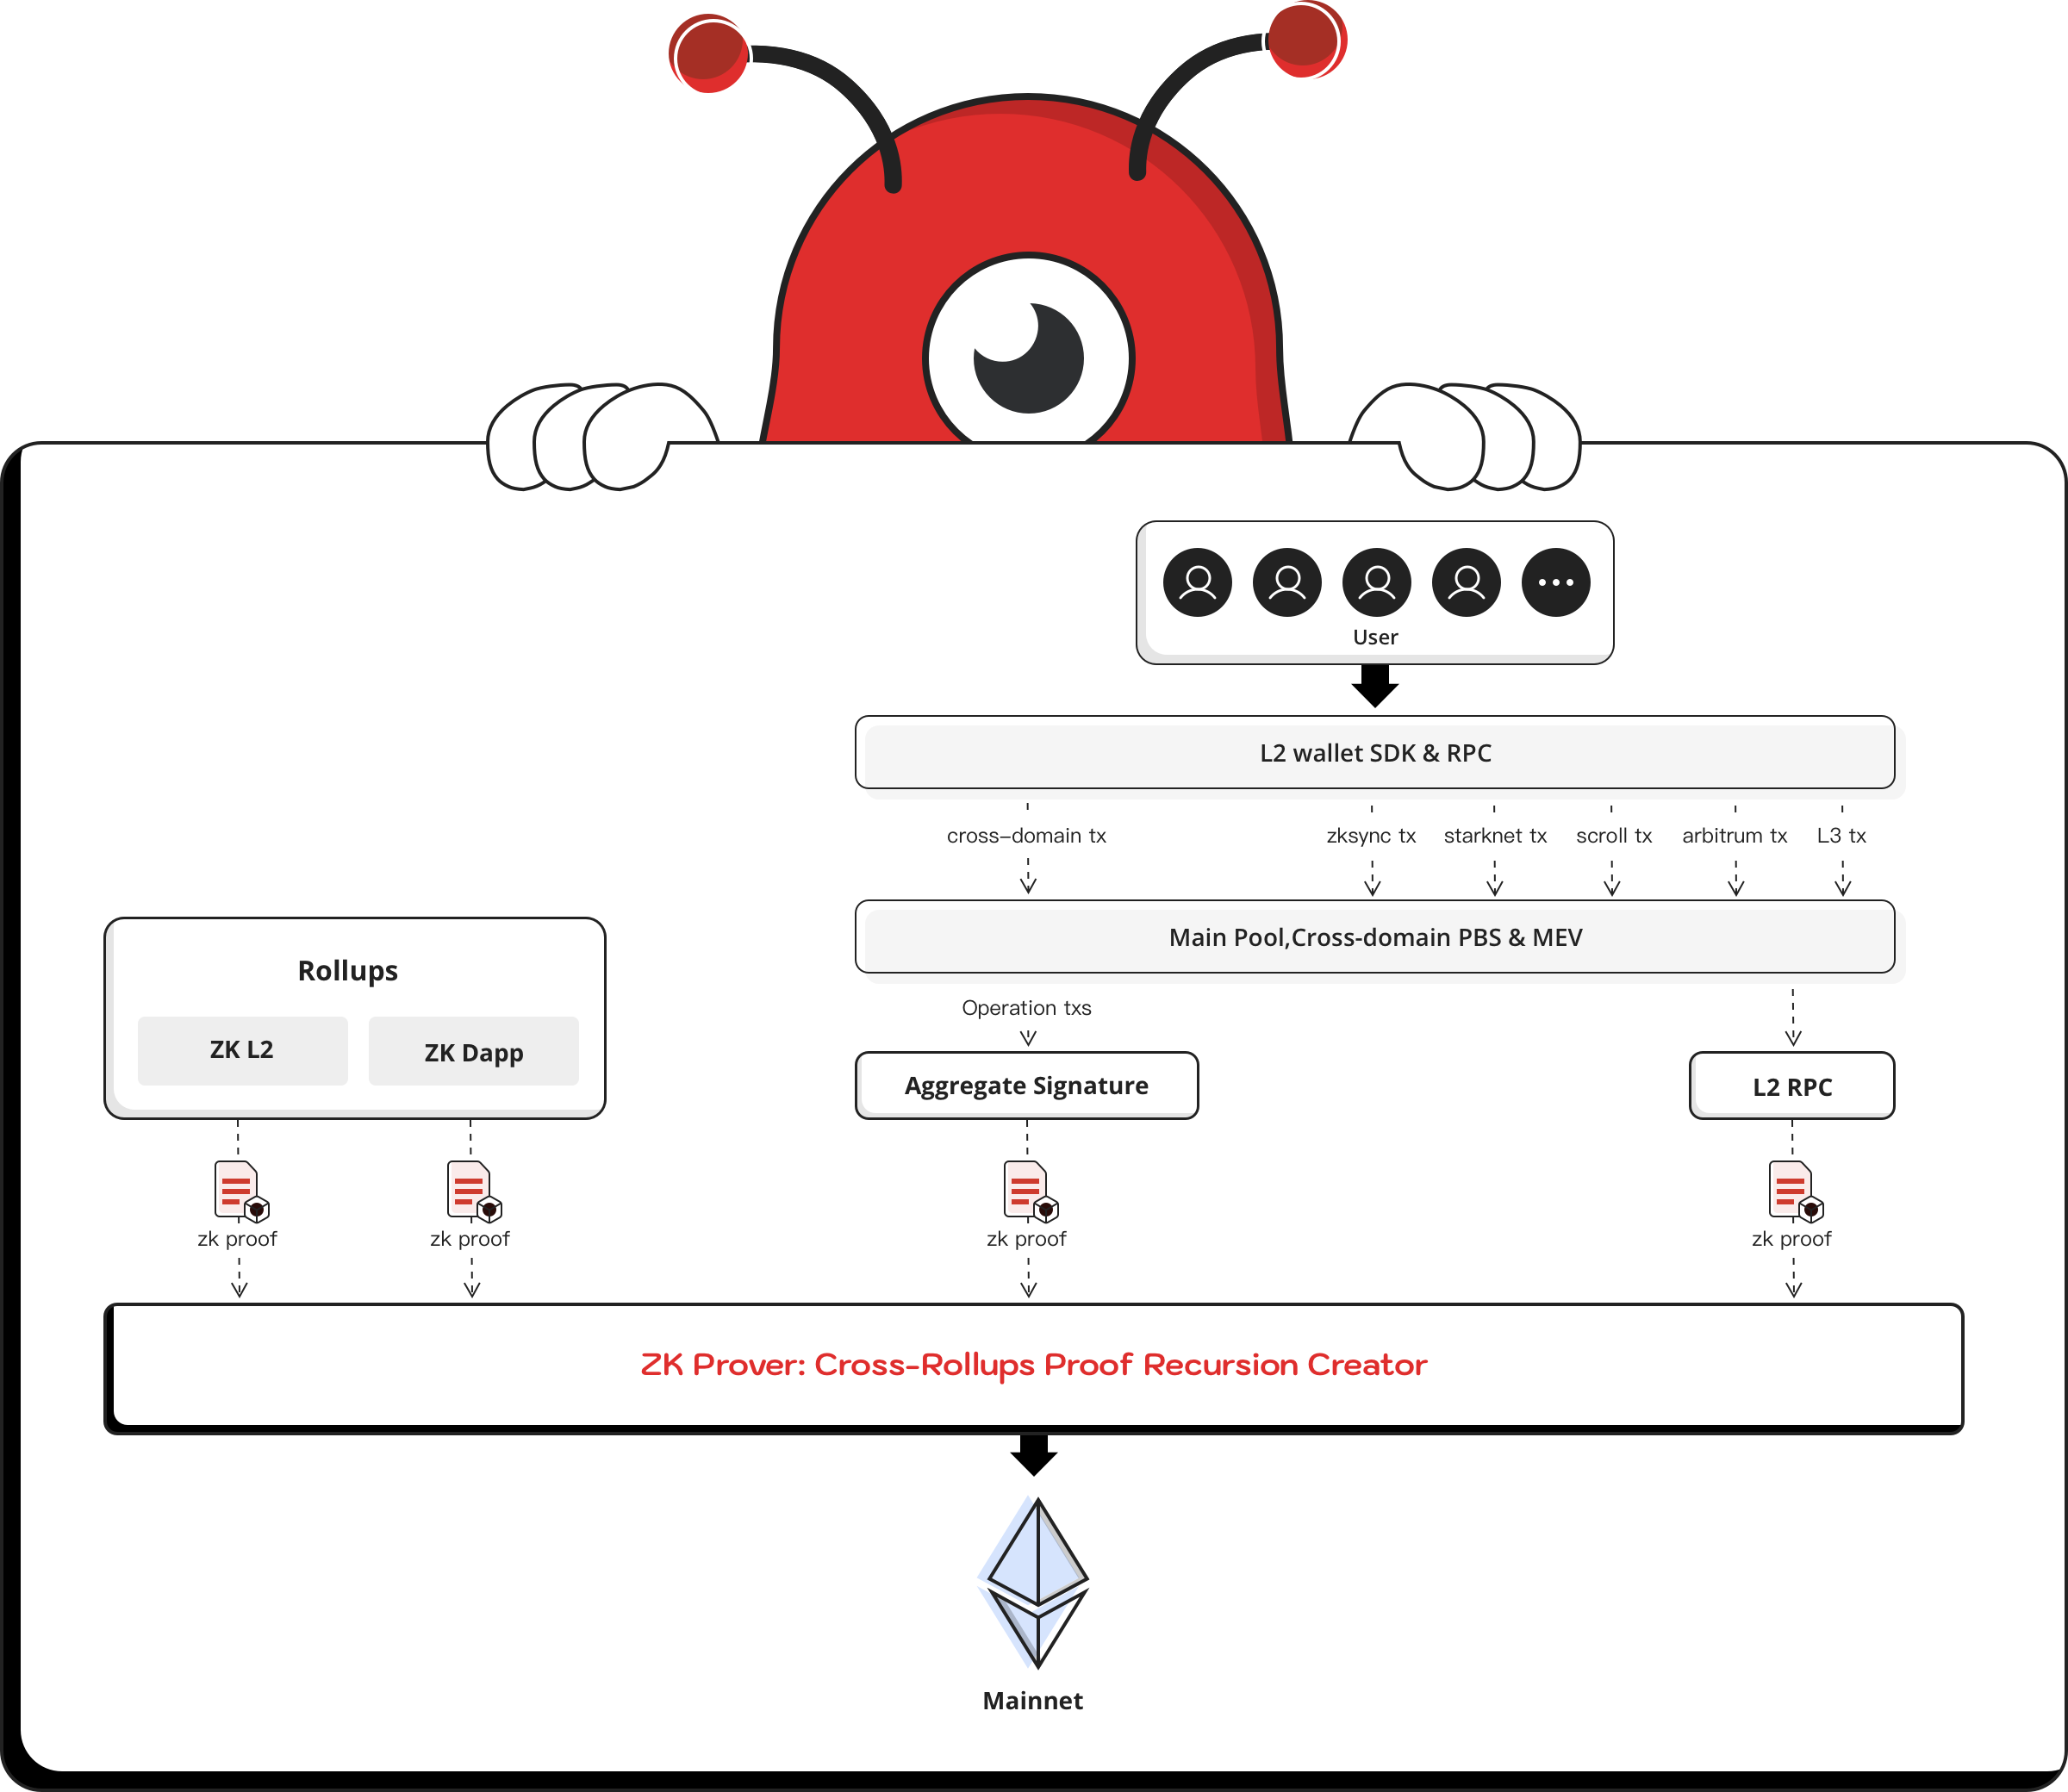 User
L2 wallet SDK & RPC
cross-domain tx
zksync tx
starknet tx
scroll tx
arbitrum tx
L3 tx
Main Pool,Cross-domain PBS & MEV
Rollups
ZK L2
ZK Dapp
Operation txs
Aggregate Signature
L2 RPC
zk proof
zk proof
zk proof
zk proof
ZK Prover: Cross-Rollups Proof Recursion Creator
Mainnet